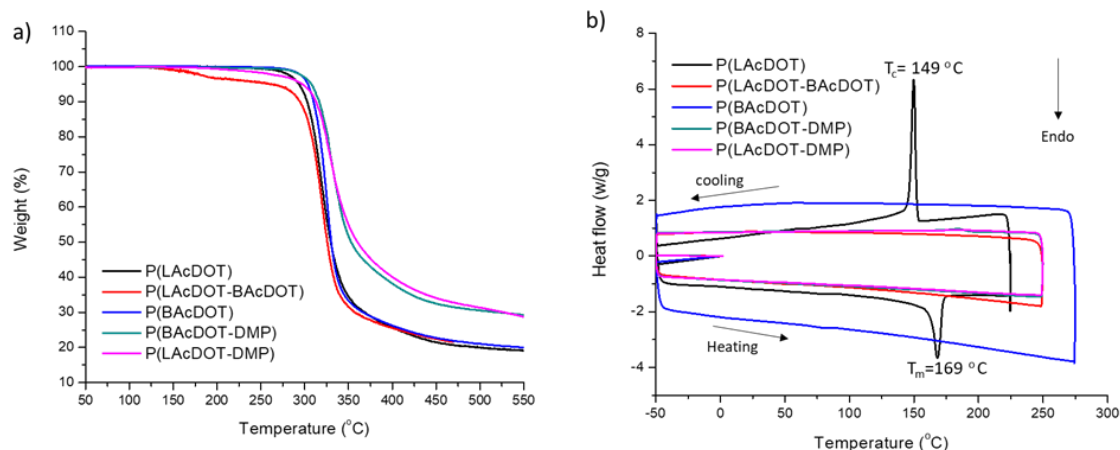 a)
110
100
90
80
70
60
50
40
30
20
10
Weight (%)
P(LAcDOT)
P(LAcDOT-BAcDOT)
P(BAcDOT)
P(BAcDOT-DMP)
P(LAcDOT-DMP)
50 100 150 200 250 300 350 400 450 500 550
Temperature (°C)
b)
8
6
4
2
0
-2
-4
Heat flow (w/g)
P(LAcDOT)
P(LAcDOT-BAcDOT)
P(BAcDOT)
P(BAcDOT-DMP)
P(LAcDOT-DMP)
Tc= 149 °C
Endo
cooling
Heating
Tm=169 °C
-50 0 50 100 150 200 250 300
Temperature (°C)